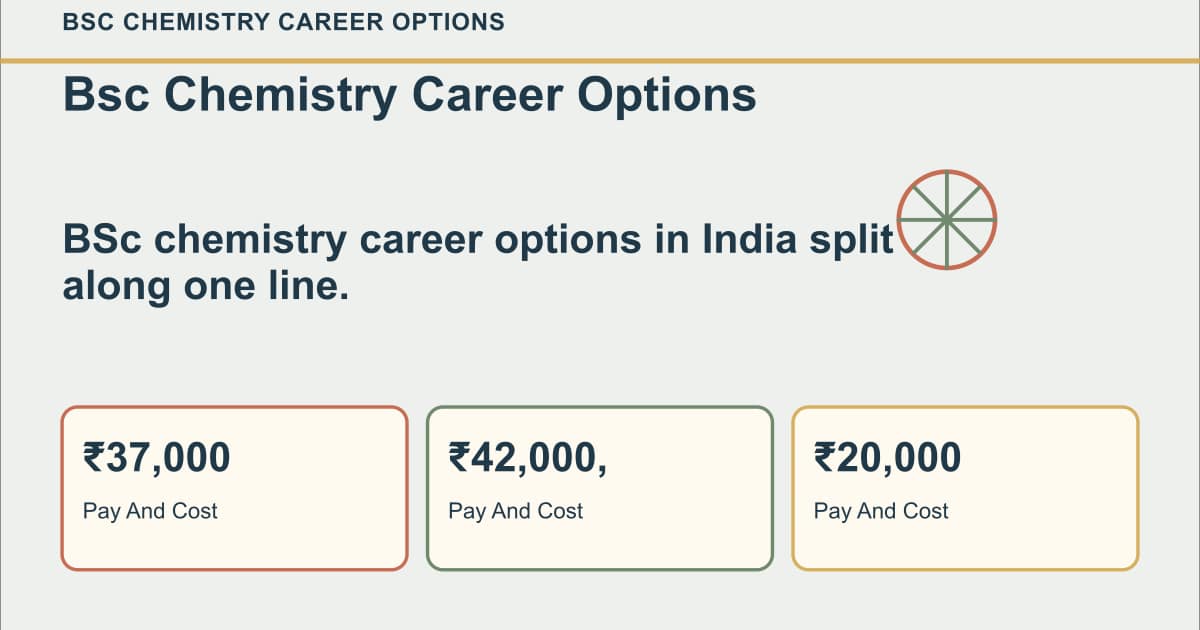 BSC CHEMISTRY CAREER OPTIONS
Bsc Chemistry Career Options
BSc chemistry career options in India split
along one line.
₹37,000
Pay And Cost
₹42,000,
Pay And Cost
₹20,000
Pay And Cost